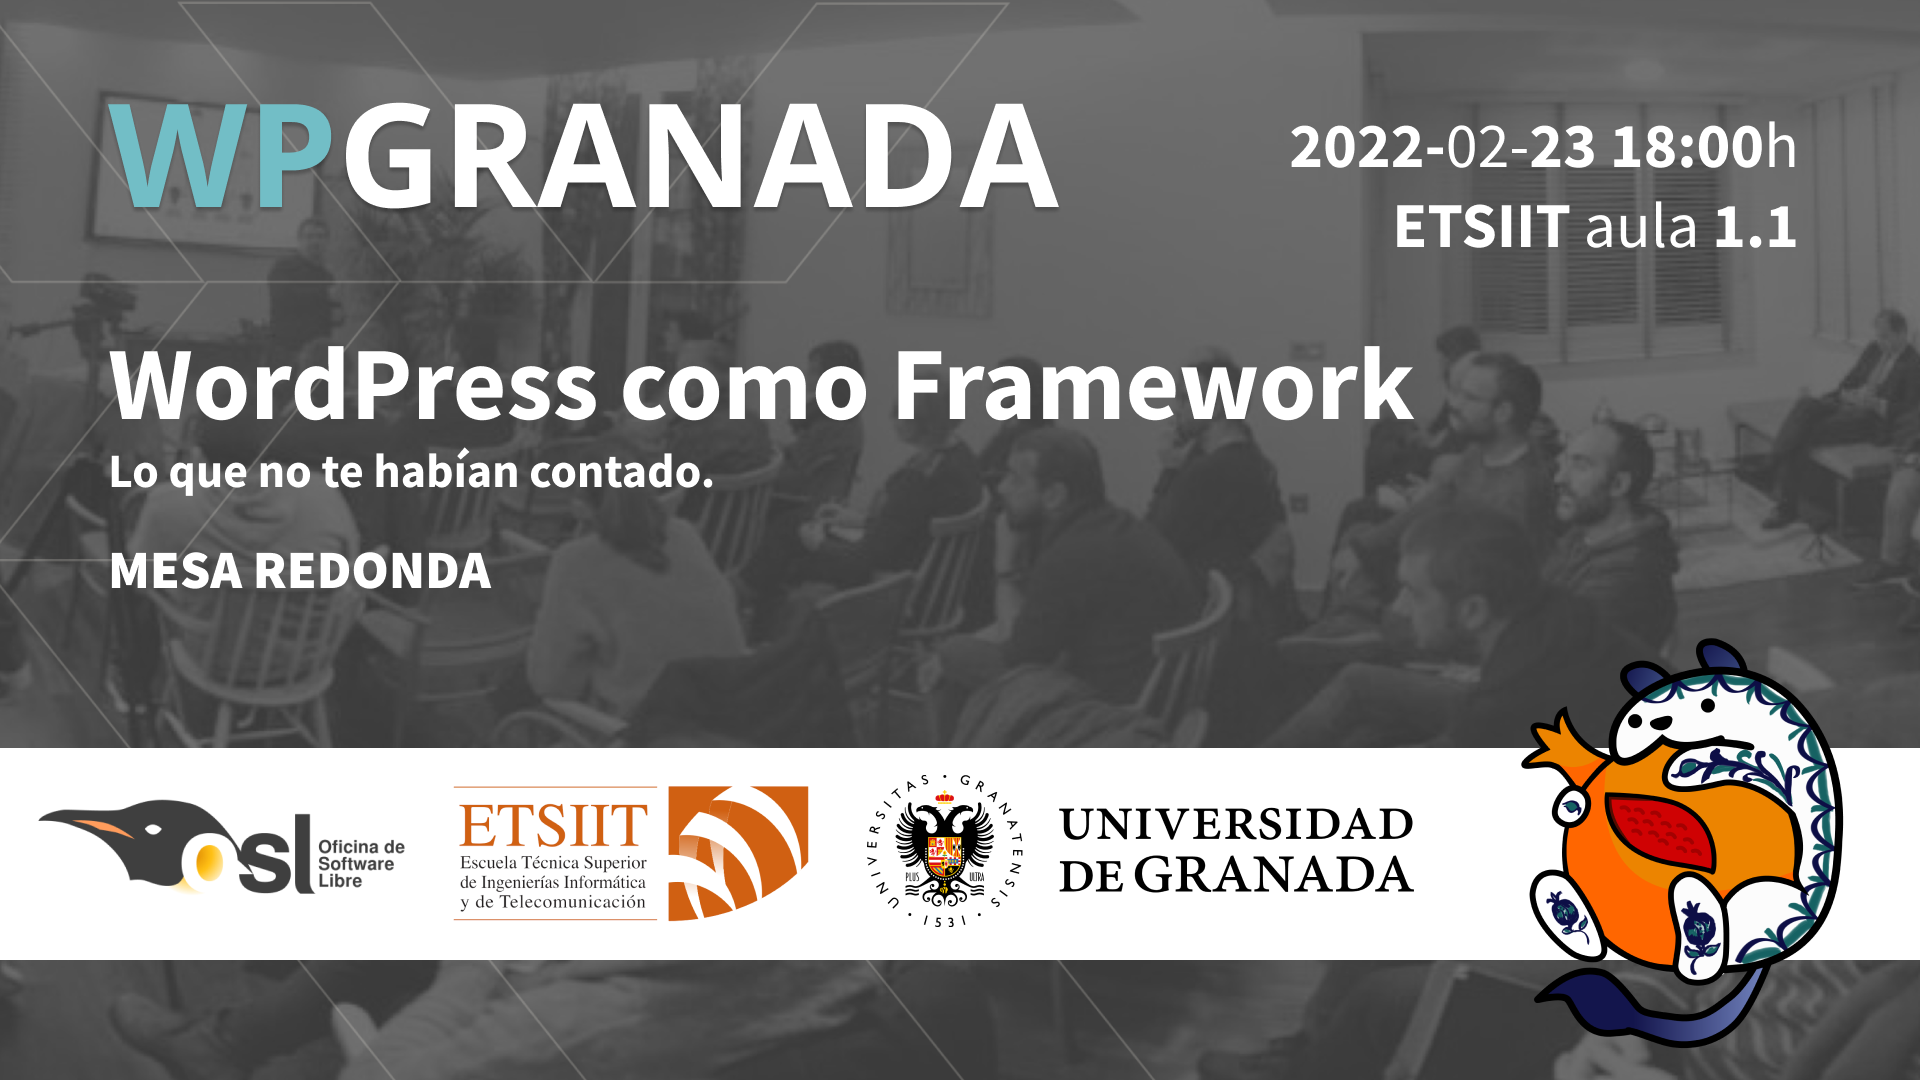 WPGRANADA
2022-02-23 18:00h
ETSIIT aula 1.1
WordPress como Framework
Lo que no te habían contado.
MESA REDONDA
osl
Oficina de
Software
Libre
ETSIIT
Escuela Técnica Superior
de Ingenierías Informática
y de Telecomunicación
UNIVERSITAS · GRANATENSIS · 1531 ·
PLUS ULTRA
UNIVERSIDAD
DE GRANADA